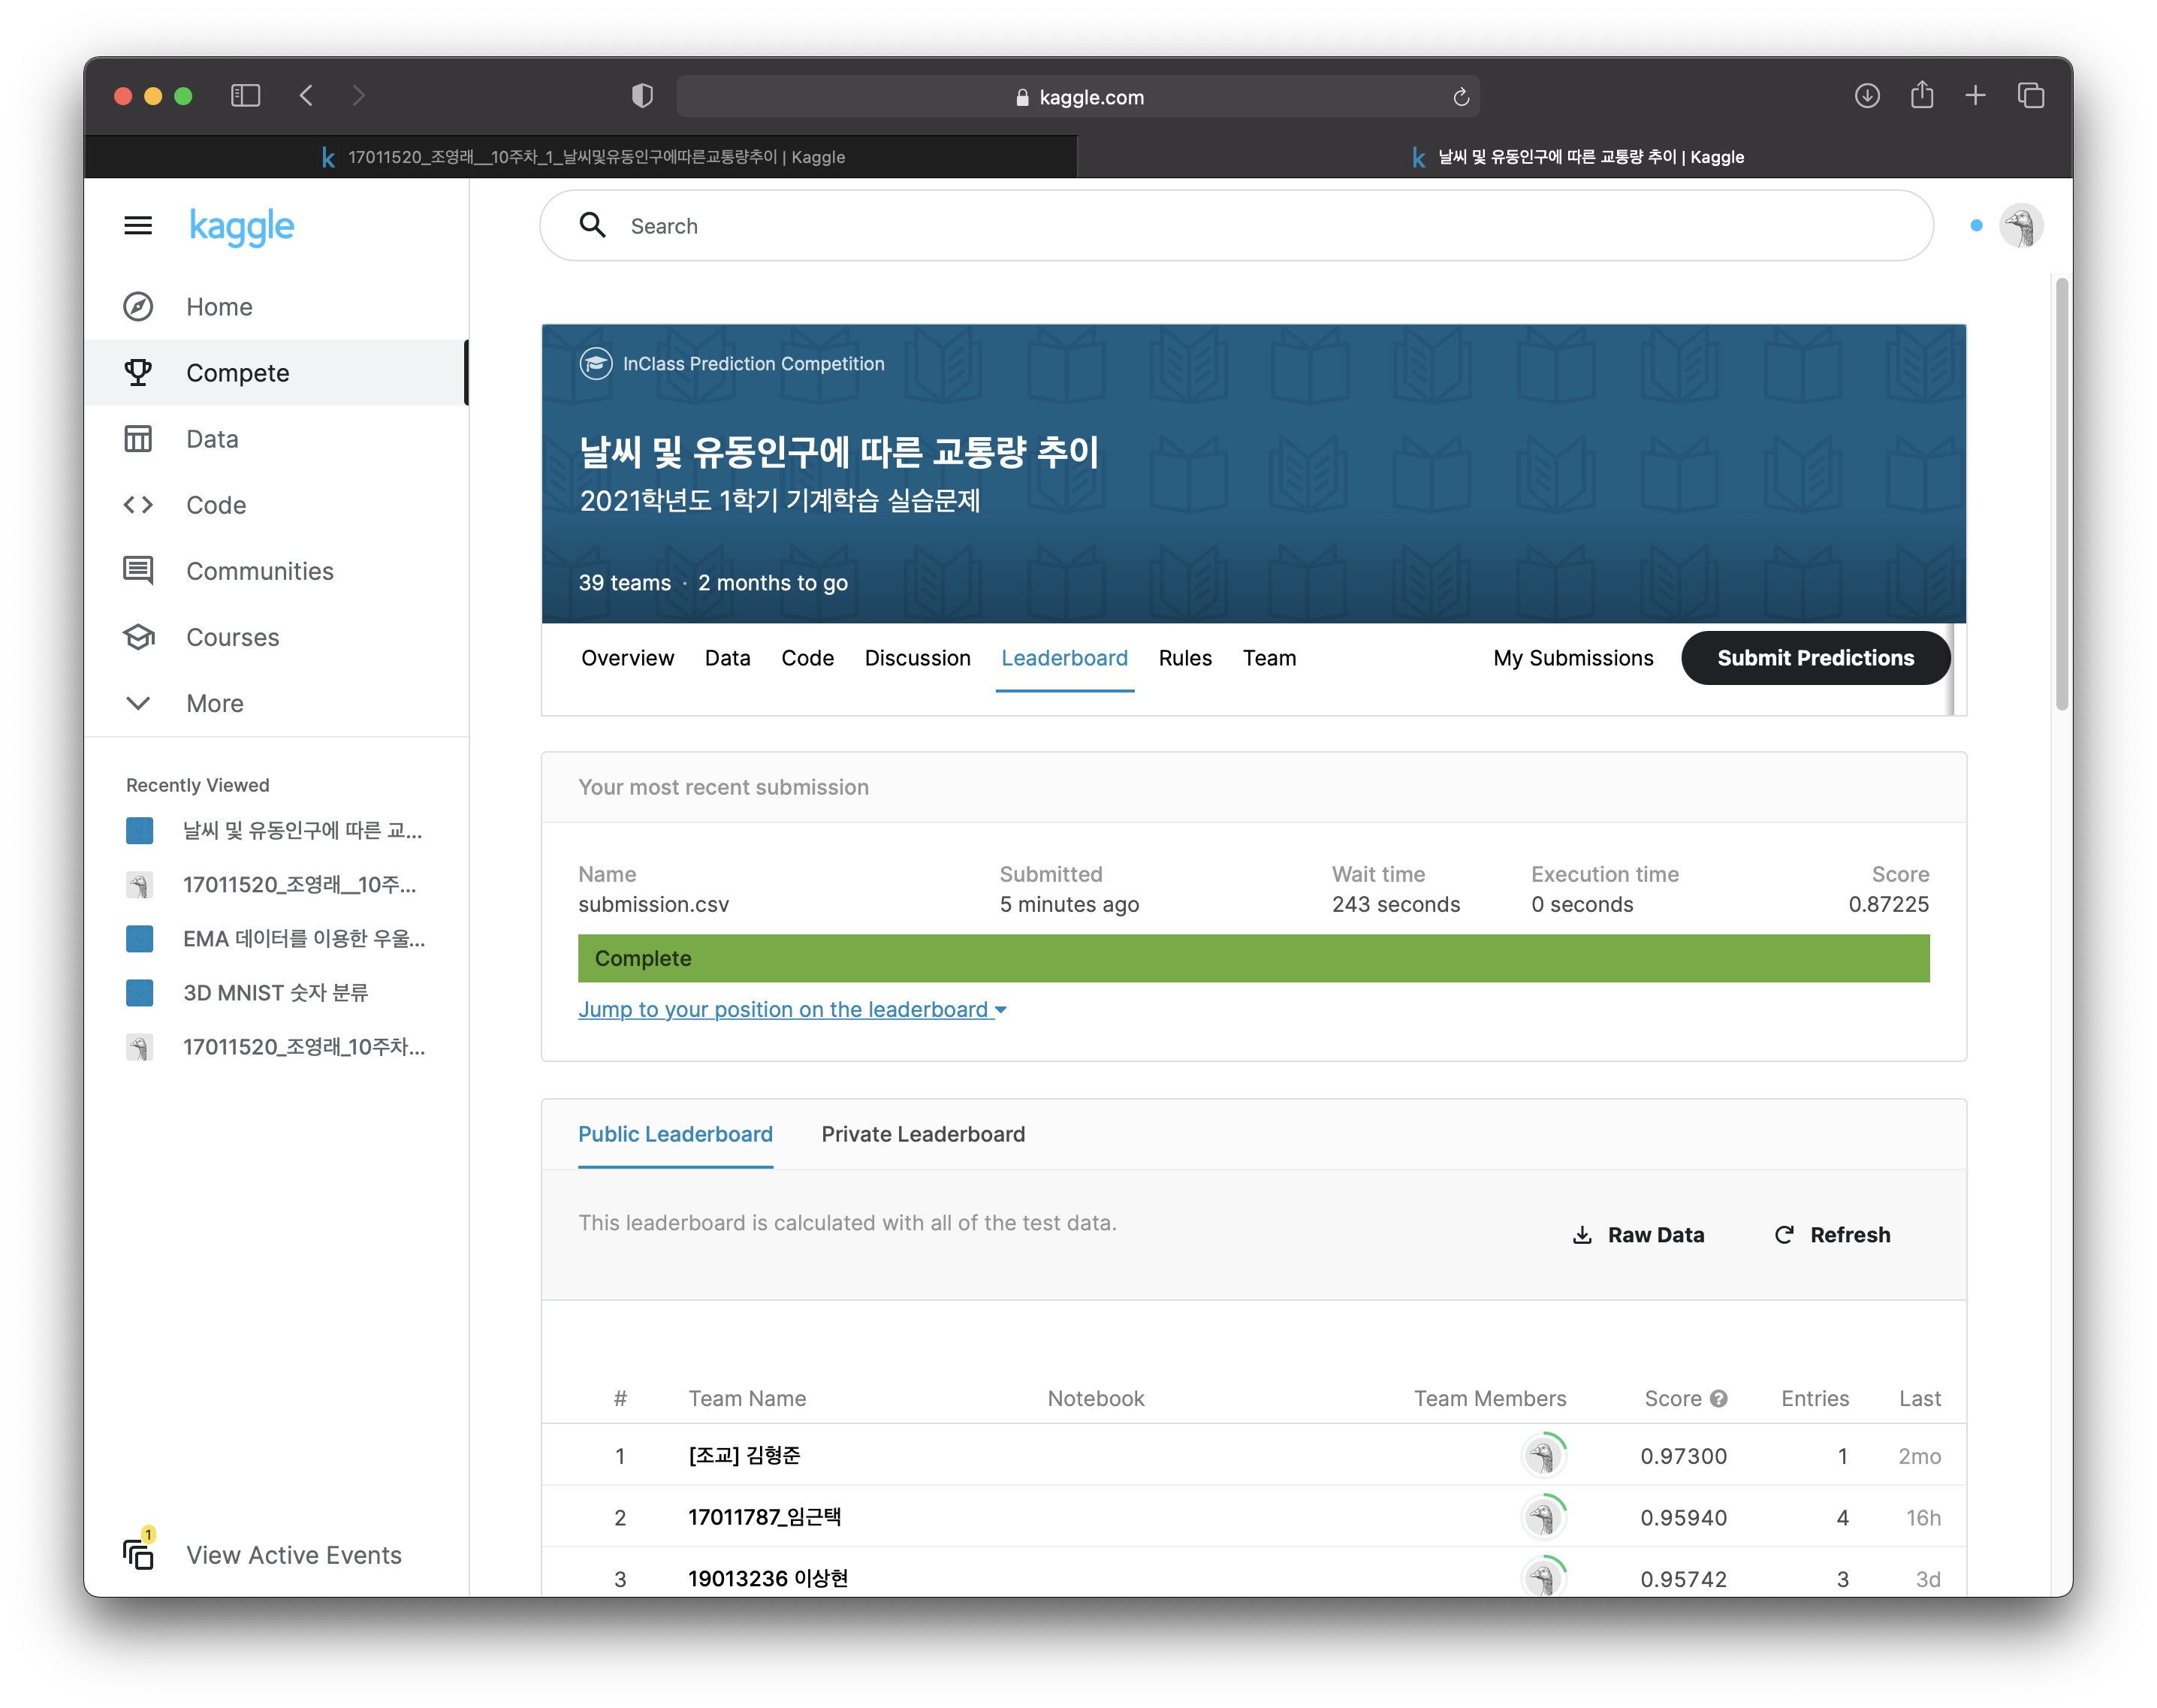 kaggle.com
17011520_조영래__10주차_1_날씨및유동인구에따른교통량추이 | Kaggle
날씨 및 유동인구에 따른 교통량 추이 | Kaggle
kaggle
Search
Home
Compete
Data
Code
Communities
Courses
More
Recently Viewed
날씨 및 유동인구에 따른 교...
17011520_조영래__10주...
EMA 데이터를 이용한 우울...
3D MNIST 숫자 분류
17011520_조영래_10주차...
1
View Active Events
InClass Prediction Competition
날씨 및 유동인구에 따른 교통량 추이
2021학년도 1학기 기계학습 실습문제
39 teams · 2 months to go
Overview Data Code Discussion Leaderboard Rules Team My Submissions Submit Predictions
Your most recent submission
Name Submitted Wait time Execution time Score
submission.csv 5 minutes ago 243 seconds 0 seconds 0.87225
Complete
Jump to your position on the leaderboard
Public Leaderboard Private Leaderboard
This leaderboard is calculated with all of the test data.
Raw Data Refresh
# Team Name Notebook Team Members Score Entries Last
1 [조교] 김형준 0.97300 1 2mo
2 17011787_임근택 0.95940 4 16h
3 19013236 이상현 0.95742 3 3d